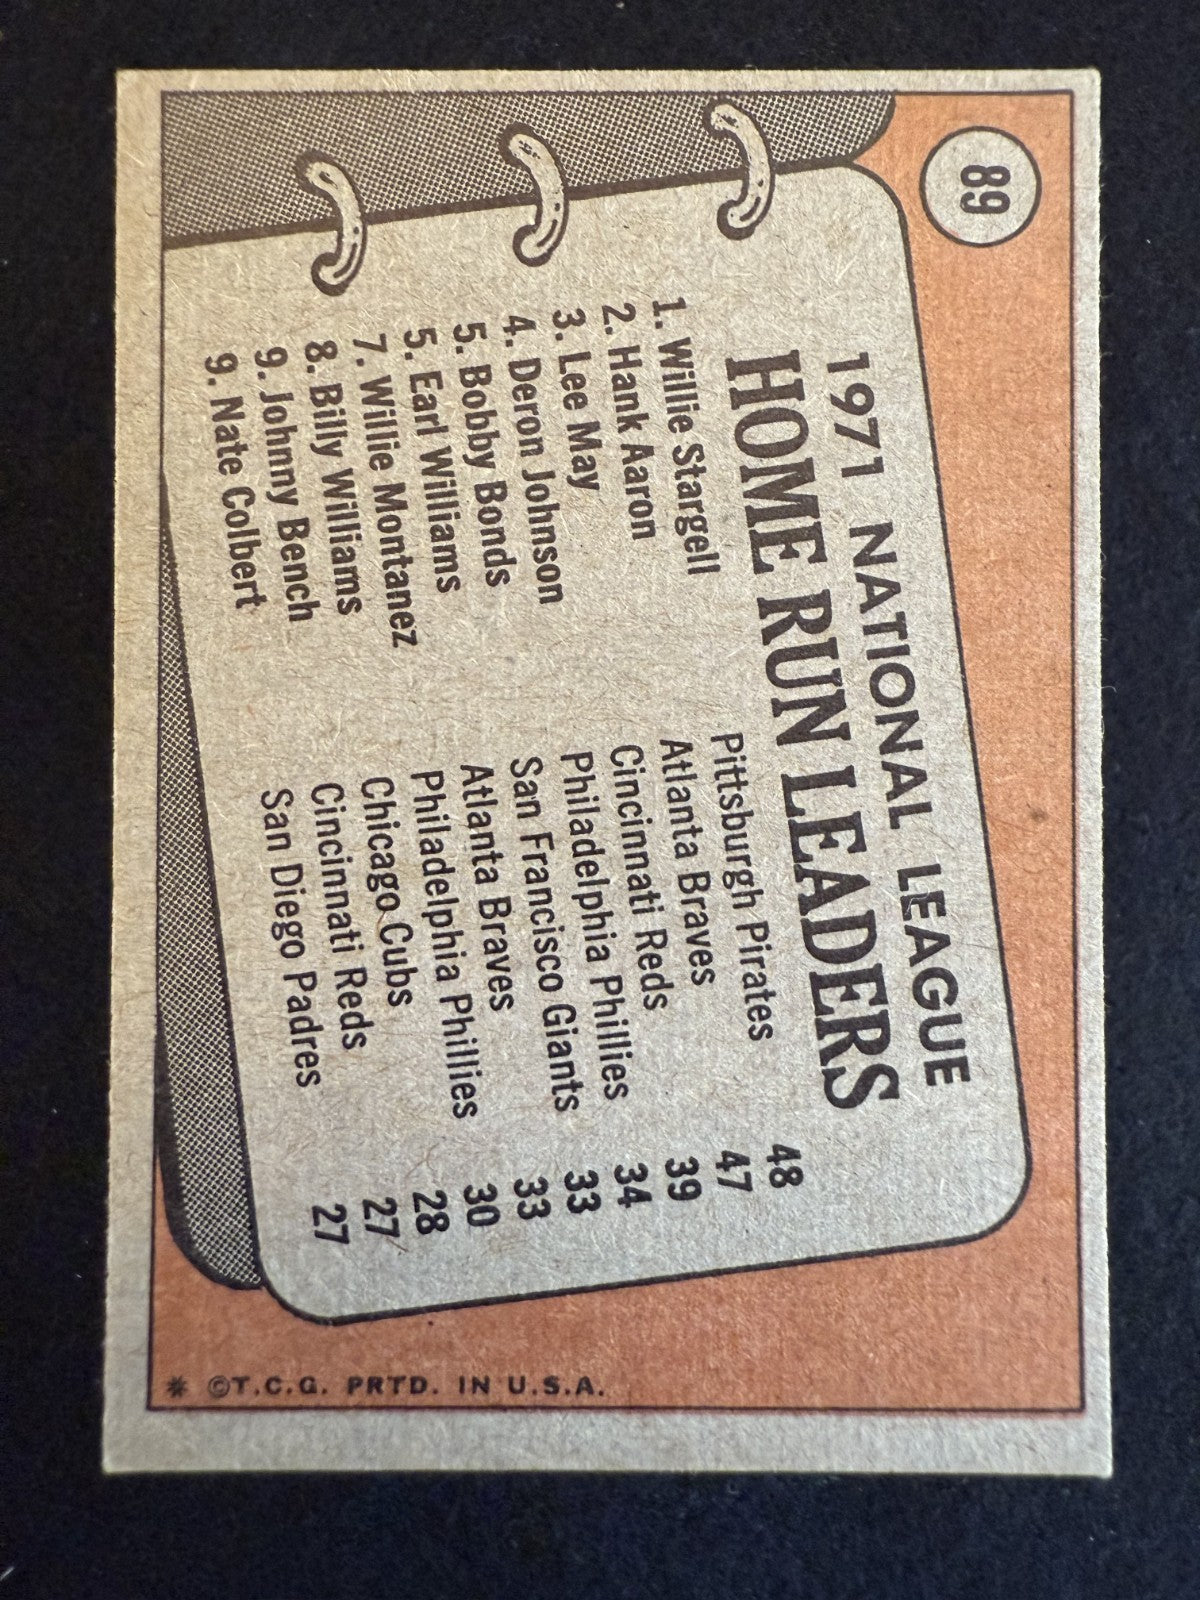 89
1971 NATIONAL LEAGUE
HOME RUN LEADERS
1. Willie Stargell Pittsburgh Pirates 48
2. Hank Aaron Atlanta Braves 47
3. Lee May Cincinnati Reds 39
4. Deron Johnson Philadelphia Phillies 34
5. Bobby Bonds San Francisco Giants 33
5. Earl Williams Atlanta Braves 33
7. Willie Montanez Philadelphia Phillies 30
8. Billy Williams Chicago Cubs 28
9. Johnny Bench Cincinnati Reds 27
9. Nate Colbert San Diego Padres 27
* ©T.C.G. PRTD. IN U.S.A.